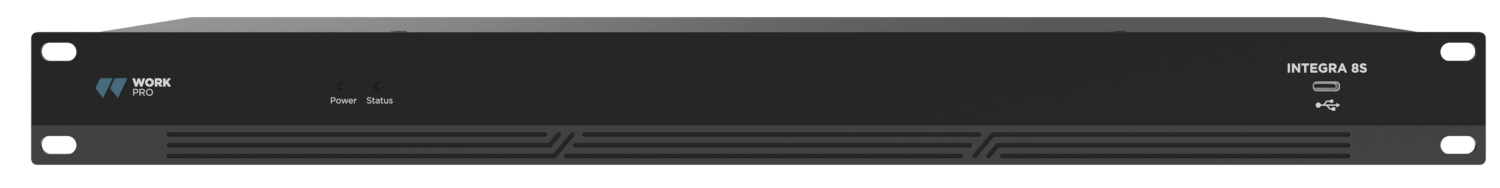 WORK
PRO
Power Status
INTEGRA 8S